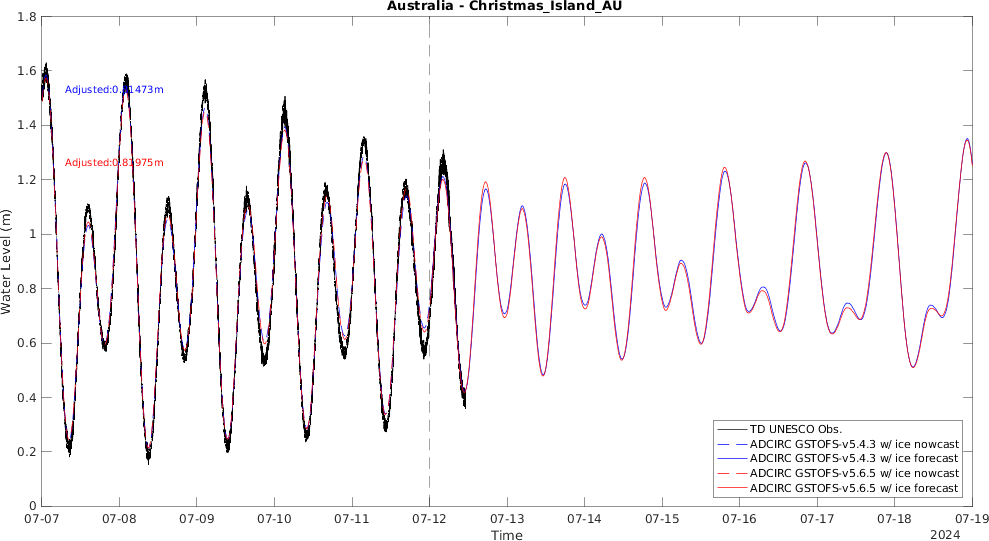 Australia - Christmas_Island_AU
1.8
1.6
1.4
1.2
1
0.8
0.6
0.4
0.2
0
Water Level (m)
Adjusted:0.81473m
Adjusted:0.81975m
TD UNESCO Obs.
ADCIRC GSTOFS-v5.4.3 w/ ice nowcast
ADCIRC GSTOFS-v5.4.3 w/ ice forecast
ADCIRC GSTOFS-v5.6.5 w/ ice nowcast
ADCIRC GSTOFS-v5.6.5 w/ ice forecast
07-07 07-08 07-09 07-10 07-11 07-12 07-13 07-14 07-15 07-16 07-17 07-18 07-19
Time
2024